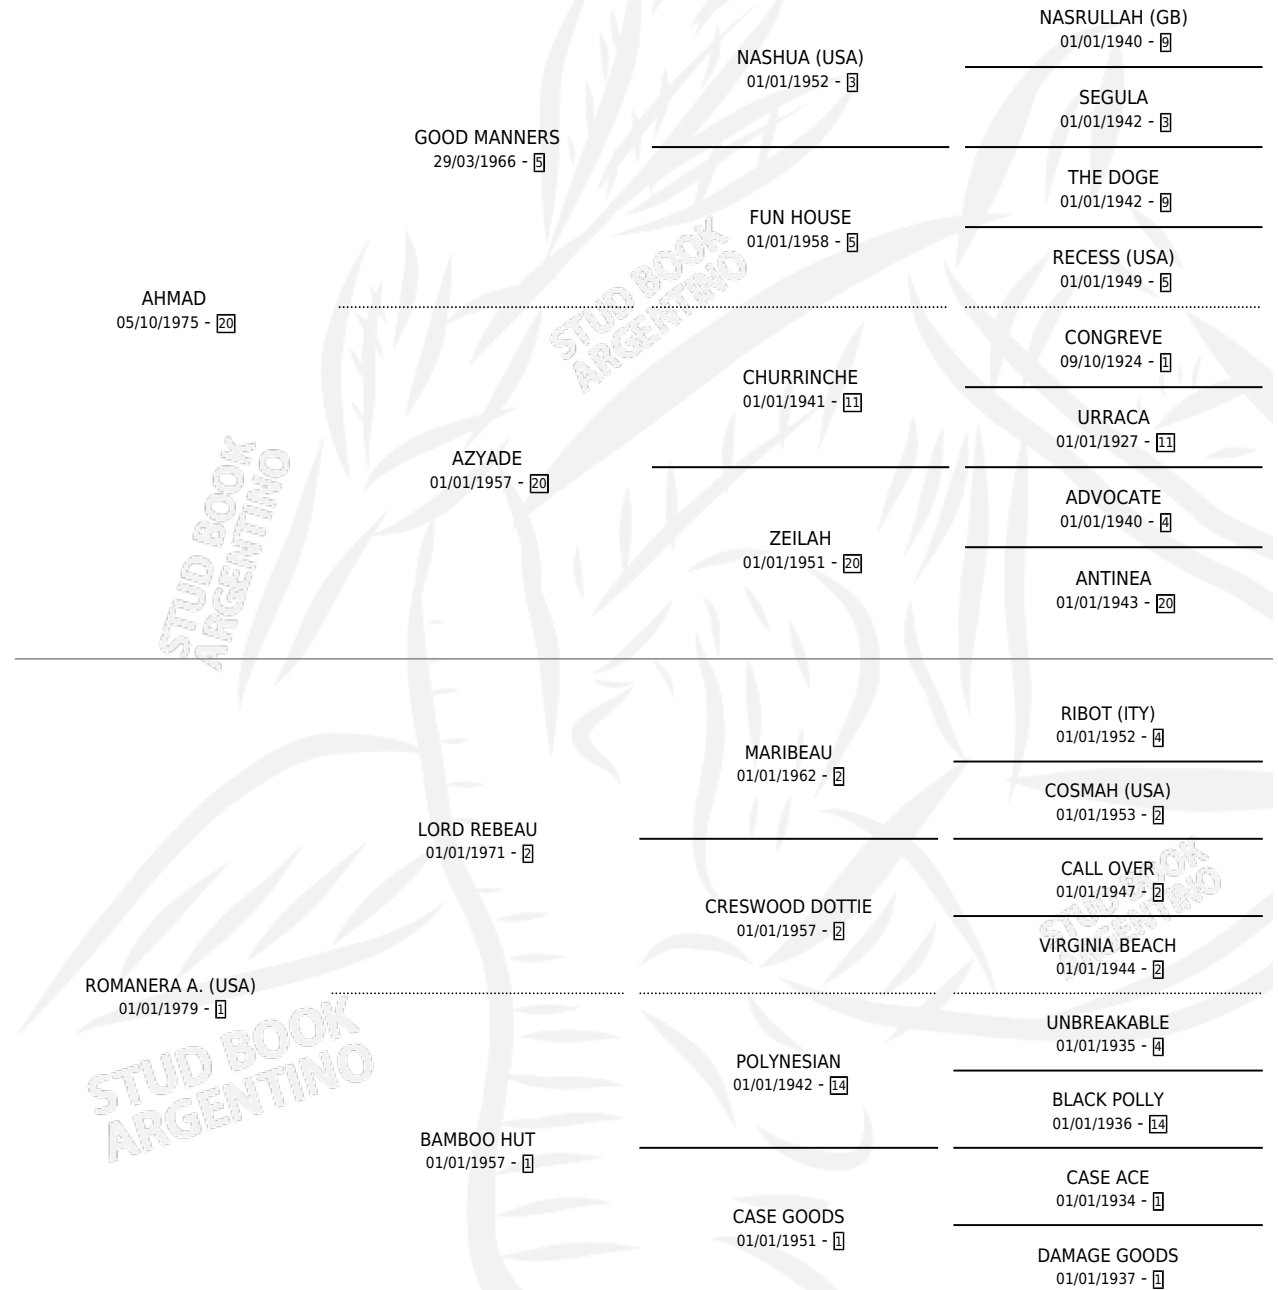 NASRULLAH (GB)
01/01/1940 - 9
NASHUA (USA)
01/01/1952 - 3
SEGULA
01/01/1942 - 3
GOOD MANNERS
29/03/1966 - 5
THE DOGE
01/01/1942 - 9
FUN HOUSE
01/01/1958 - 5
RECESS (USA)
01/01/1949 - 5
AHMAD
05/10/1975 - 20
STUD BOOK
ARGENTINO
CONGREVE
09/10/1924 - 1
CHURRINCHE
01/01/1941 - 11
URRACA
01/01/1927 - 11
AZYADE
01/01/1957 - 20
ADVOCATE
01/01/1940 - 4
ZEILAH
01/01/1951 - 20
ANTINEA
01/01/1943 - 20
STUD BOOK
ARGENTINO
RIBOT (ITY)
01/01/1952 - 4
MARIBEAU
01/01/1962 - 2
COSMAH (USA)
01/01/1953 - 2
LORD REBEAU
01/01/1971 - 2
CALL OVER
01/01/1947 - 2
CRESWOOD DOTTIE
01/01/1957 - 2
VIRGINIA BEACH
01/01/1944 - 2
STUD BOOK
ARGENTINO
ROMANERA A. (USA)
01/01/1979 - 1
UNBREAKABLE
01/01/1935 - 4
POLYNESIAN
01/01/1942 - 14
BLACK POLLY
01/01/1936 - 14
STUD BOOK
ARGENTINO
BAMBOO HUT
01/01/1957 - 1
CASE ACE
01/01/1934 - 1
CASE GOODS
01/01/1951 - 1
DAMAGE GOODS
01/01/1937 - 1